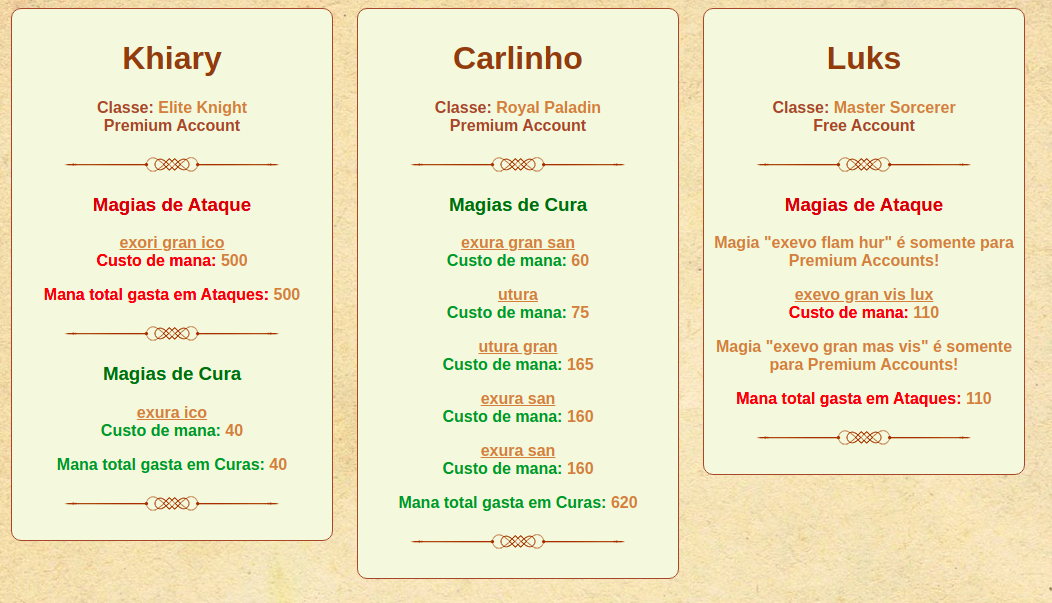 Khiary
Classe: Elite Knight
Premium Account
Magias de Ataque
exori gran ico
Custo de mana: 500
Mana total gasta em Ataques: 500
Magias de Cura
exura ico
Custo de mana: 40
Mana total gasta em Curas: 40
Carlinho
Classe: Royal Paladin
Premium Account
Magias de Cura
exura gran san
Custo de mana: 60
utura
Custo de mana: 75
utura gran
Custo de mana: 165
exura san
Custo de mana: 160
exura san
Custo de mana: 160
Mana total gasta em Curas: 620
Luks
Classe: Master Sorcerer
Free Account
Magias de Ataque
Magia "exevo flam hur" é somente para
Premium Accounts!
exevo gran vis lux
Custo de mana: 110
Magia "exevo gran mas vis" é somente
para Premium Accounts!
Mana total gasta em Ataques: 110